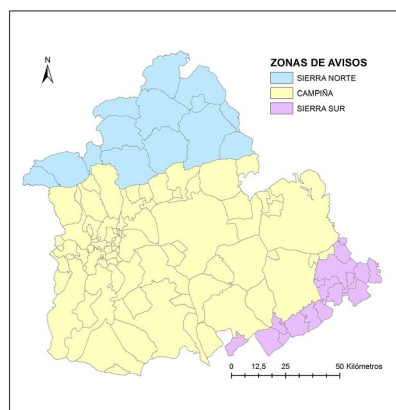 N
ZONAS DE AVISOS
SIERRA NORTE
CAMPIÑA
SIERRA SUR
0 12,5 25 50 Kilómetros